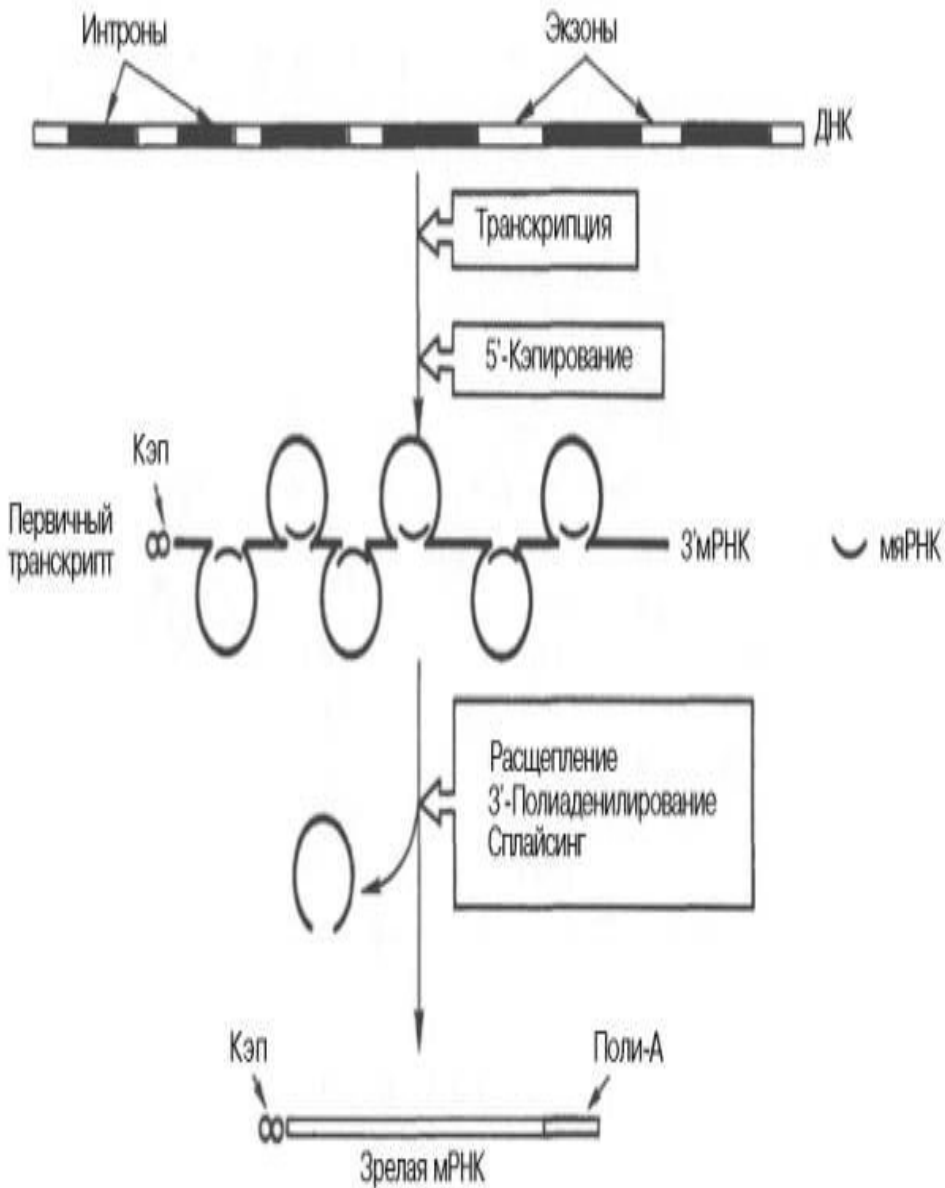 Интроны
Экзоны
ДНК
Транскрипция
5'-Кэпирование
Кэп
Первичный
транскрипт
3'мРНК
мяРНК
Расщепление
3'-Полиаденилирование
Сплайсинг
Кэп
Поли-А
Зрелая мРНК